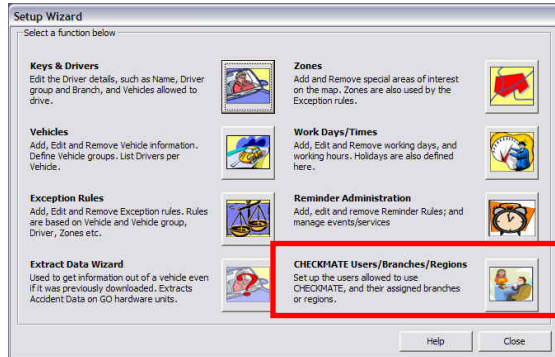 Setup Wizard
Select a function below
Keys & Drivers
Edit the Driver details, such as Name, Driver
group and Branch, and Vehicles allowed to
drive.
Vehicles
Add, Edit and Remove Vehicle information.
Define Vehicle groups. List Drivers per
Vehicle.
Exception Rules
Add, Edit and Remove Exception rules. Rules
are based on Vehicle and Vehicle group,
Driver, Zones etc.
Extract Data Wizard
Used to get information out of a vehicle even
if it was previously downloaded. Extracts
Accident Data on GO hardware units.
Zones
Add and Remove special areas of interest
on the map. Zones are also used by the
Exception rules.
Work Days/Times
Add, Edit and Remove working days, and
working hours. Holidays are also defined
here.
Reminder Administration
Add, edit and remove Reminder Rules; and
manage events/services
CHECKMATE Users/Branches/Regions
Set up the users allowed to use
CHECKMATE, and their assigned branches
or regions.
Help
Close